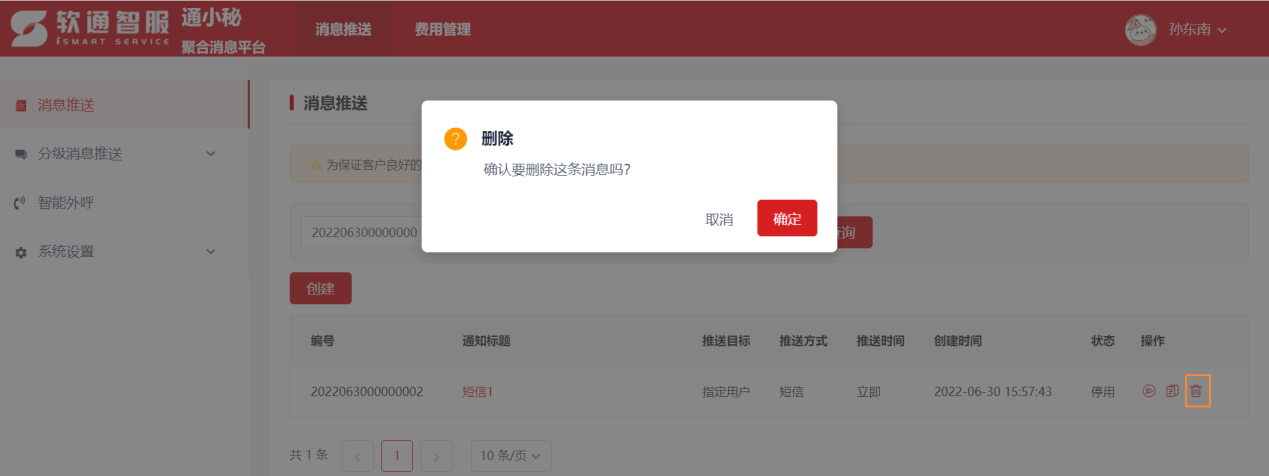 软通智服 通小秘
iSMART SERVICE 聚合消息平台
消息推送 费用管理 孙东南
消息推送
分级消息推送
智能外呼
系统设置
消息推送
为保证客户良好的
删除
确认要删除这条消息吗?
取消 确定
202206300000000 询
创建
编号 通知标题 推送目标 推送方式 推送时间 创建时间 状态 操作
2022063000000002 短信1 指定用户 短信 立即 2022-06-30 15:57:43 停用
共 1 条 < 1 > 10 条/页